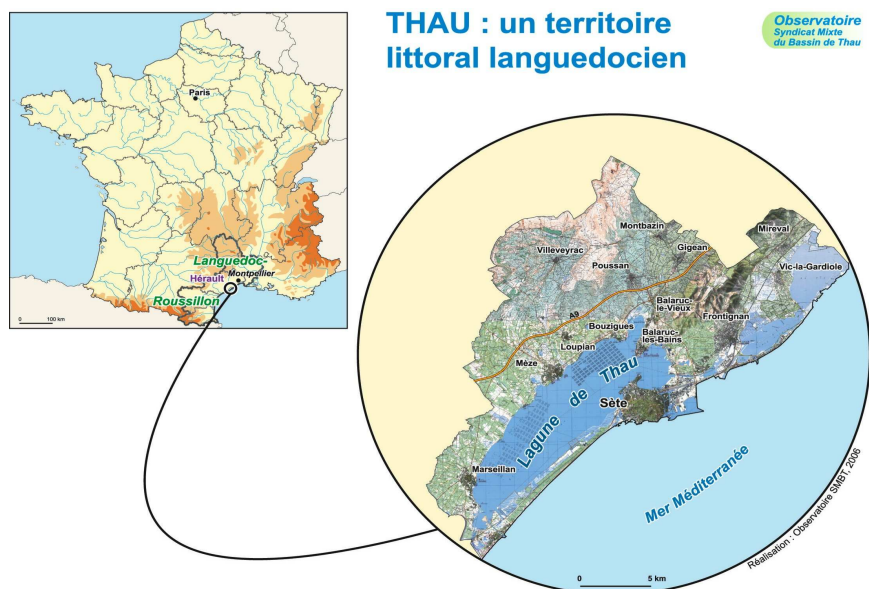 THAU : un territoire
littoral languedocien
Observatoire
Syndicat Mixte
du Bassin de Thau
Paris
Languedoc-
Montpellier
Hérault
Roussillon
0 100 km
Montbazin
Mireval
Villeveyrac
Gigean
Poussan
Vic-la-Gardiole
Balaruc-
le-Vieux
A9
Frontignan
Bouzigues
Balaruc-
les-Bains
Loupian
Mèze
Lagune de Thau
Sète
Marseillan
Mer Méditerranée
Réalisation : Observatoire SMBT, 2006
0 5 km